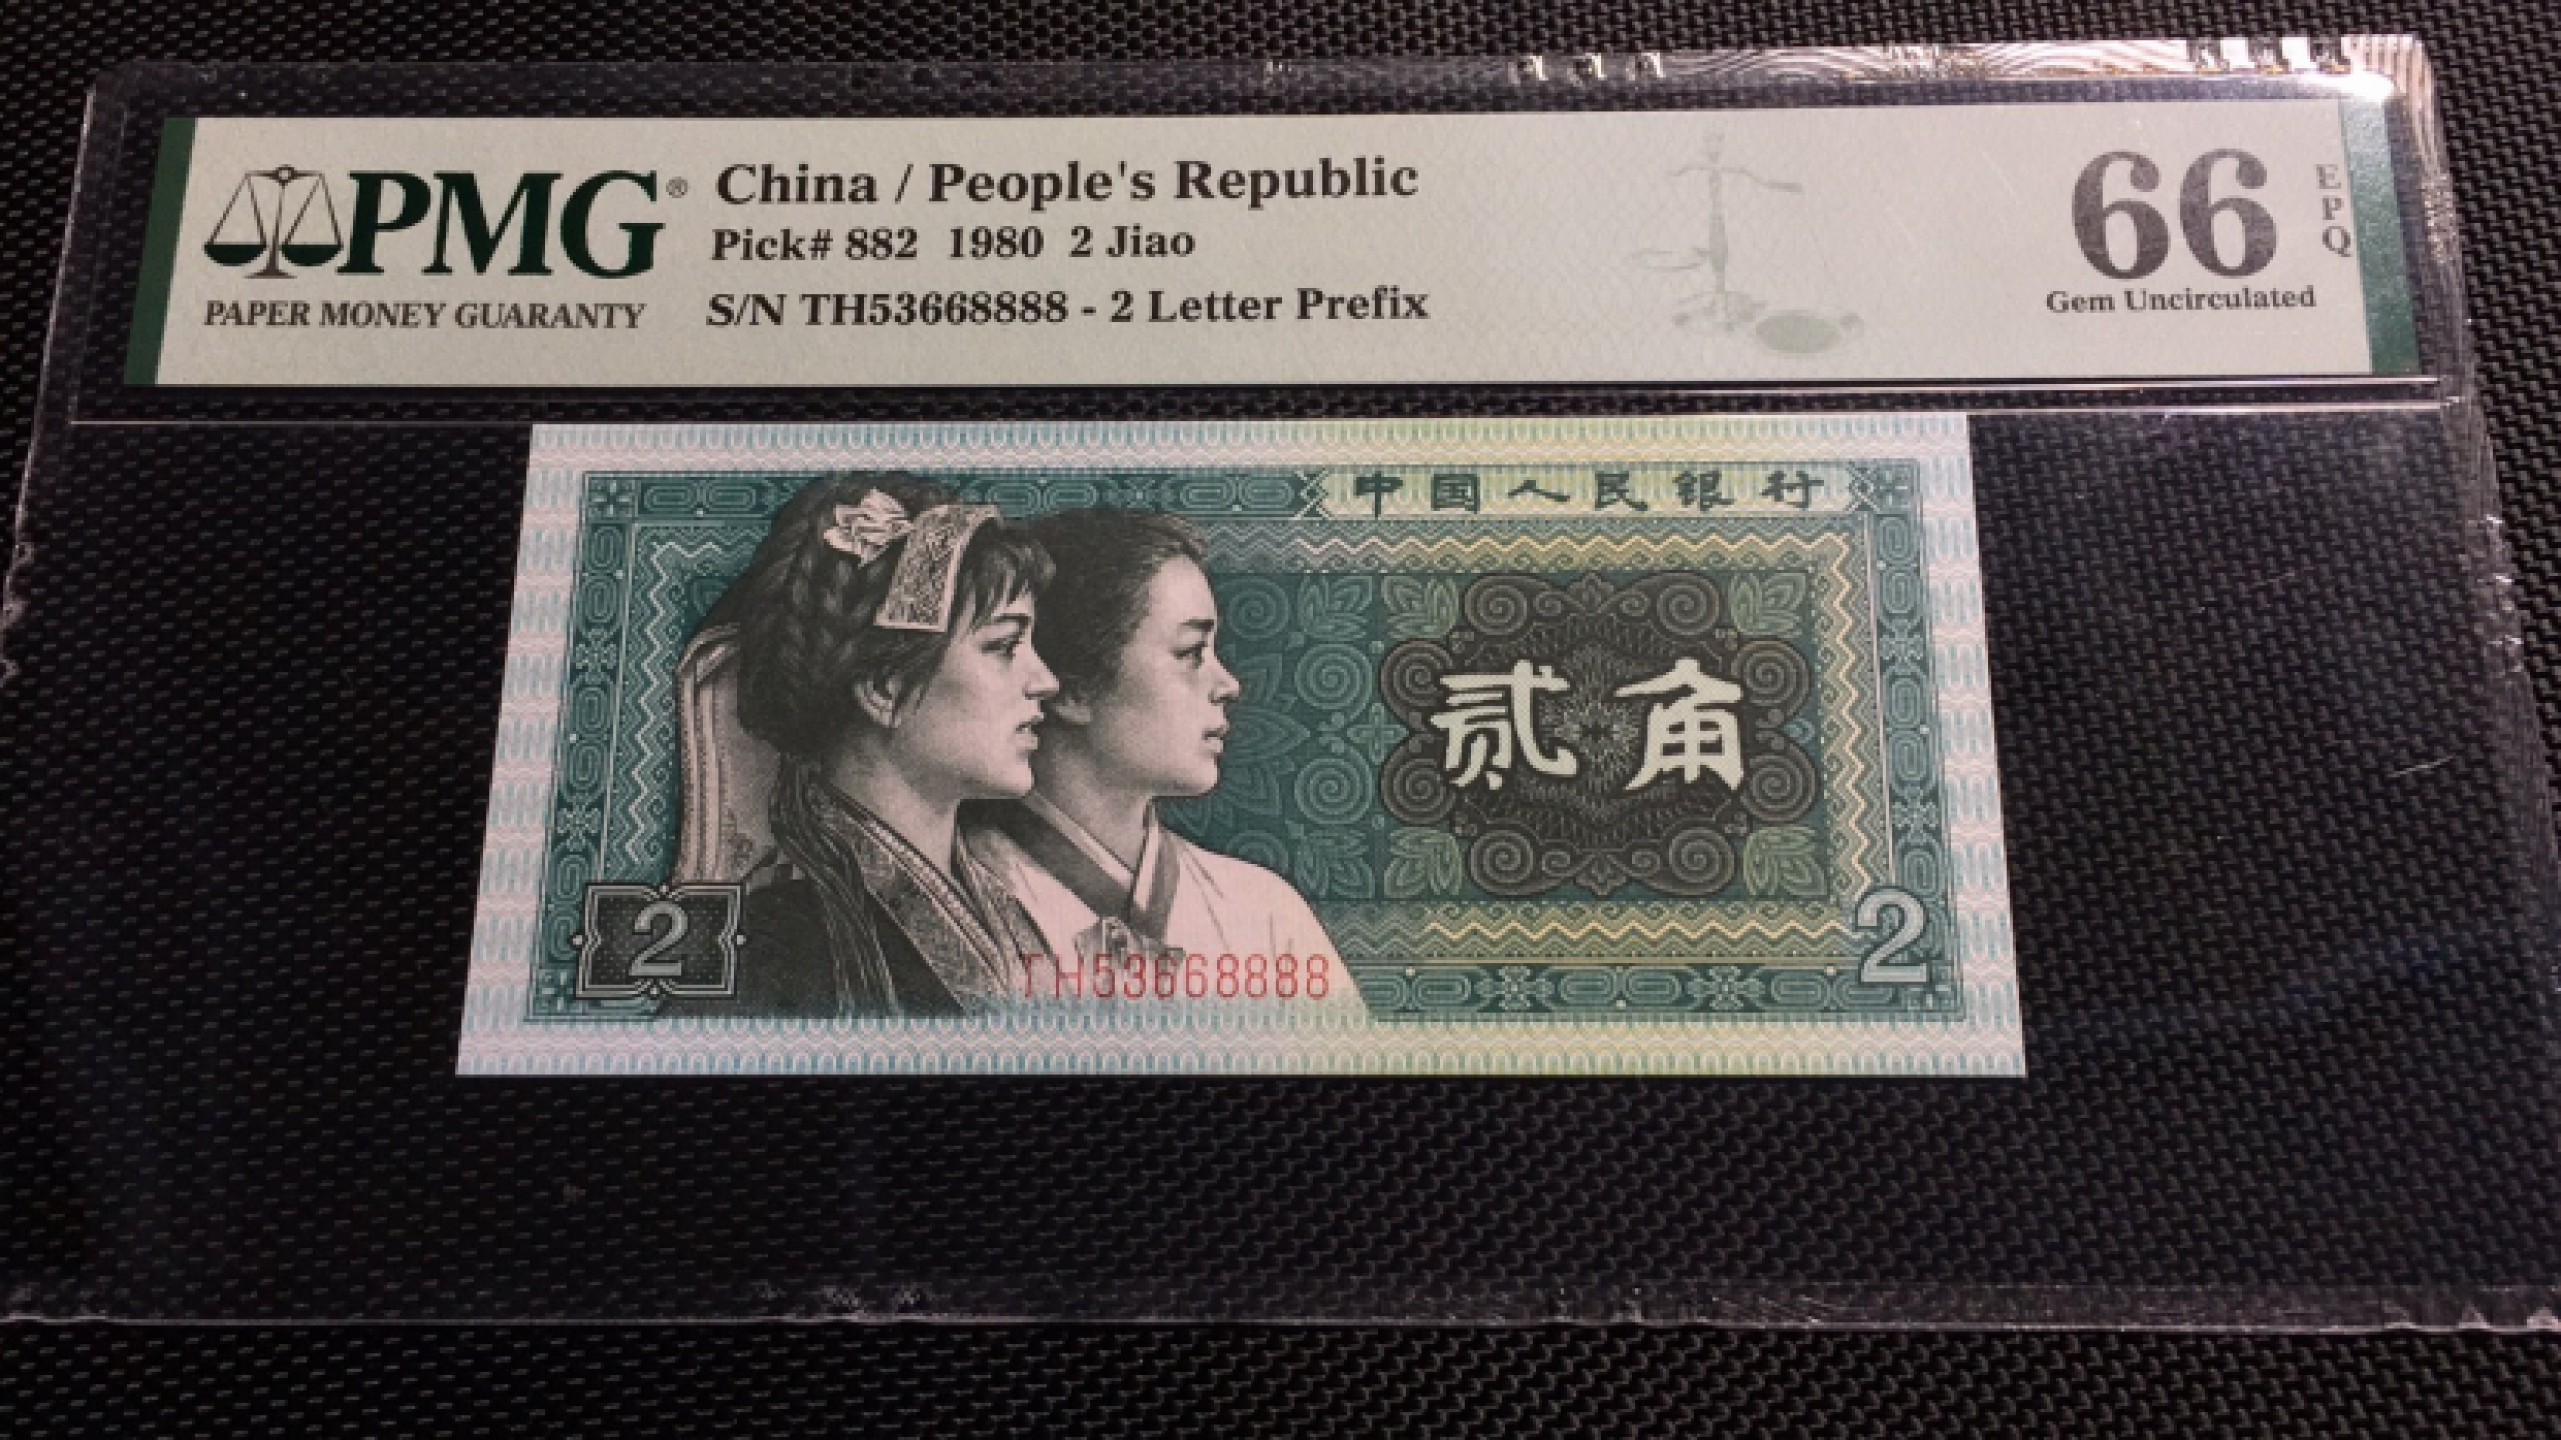 PMG®
PAPER MONEY GUARANTY
China / People's Republic
Pick# 882 1980 2 Jiao
S/N TH53668888 - 2 Letter Prefix
66
EPQ
Gem Uncirculated
中国人民银行
贰角
2
TH53668888
2